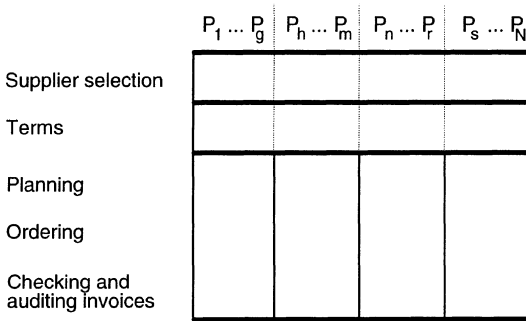 P1 ... Pg Ph ... Pm Pn ... Pr Ps ... PN
Supplier selection
Terms
Planning
Ordering
Checking and
auditing invoices